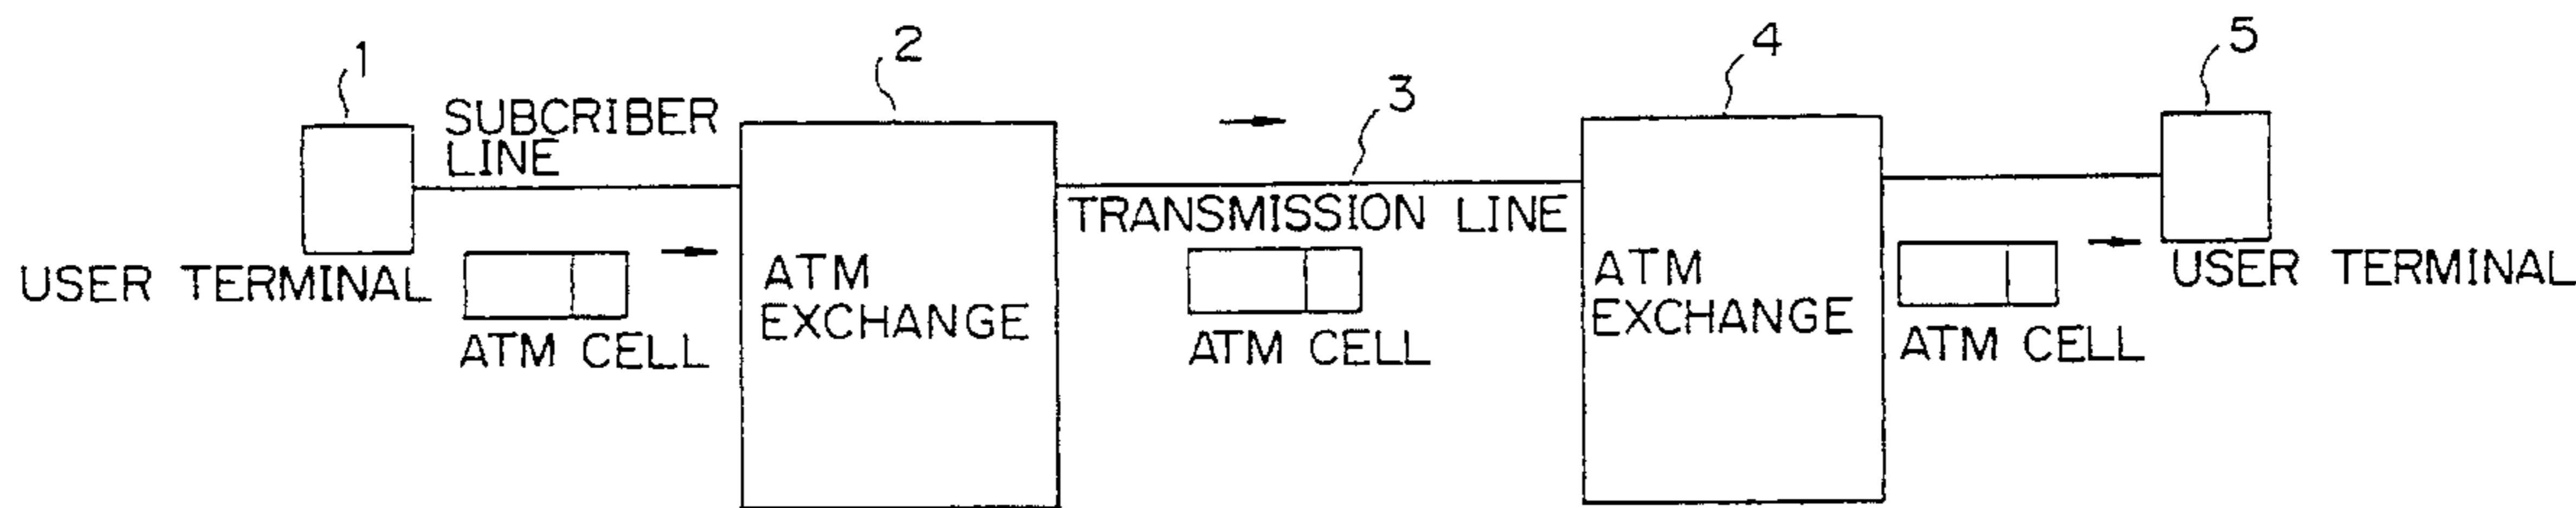 1
2
3
4
5
SUBCRIBER
LINE
TRANSMISSION LINE
USER TERMINAL
ATM
EXCHANGE
ATM
EXCHANGE
USER TERMINAL
ATM CELL
ATM CELL
ATM CELL